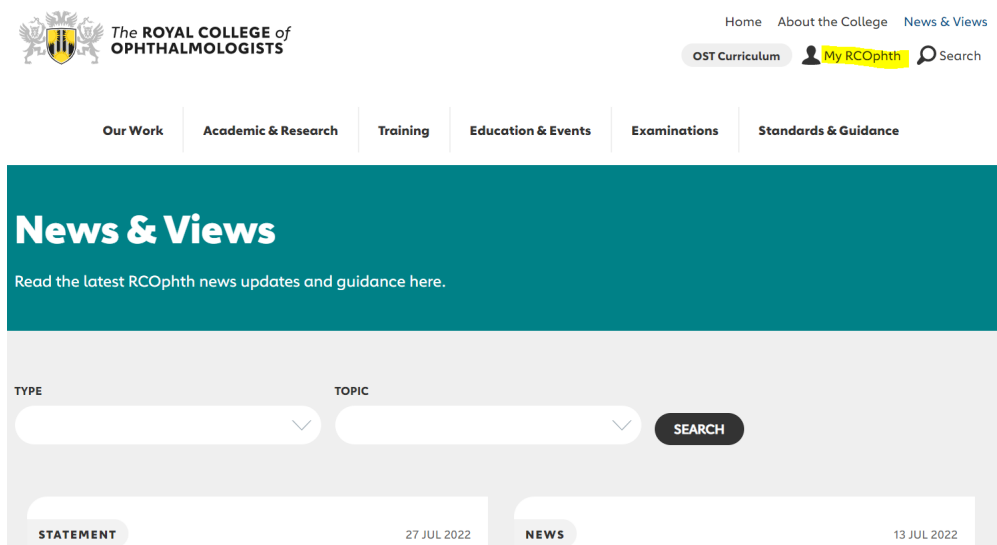 The ROYAL COLLEGE of
OPHTHALMOLOGISTS
Home About the College News & Views
OST Curriculum My RCOphth Search
Our Work Academic & Research Training Education & Events Examinations Standards & Guidance
News & Views
Read the latest RCOphth news updates and guidance here.
TYPE TOPIC
SEARCH
STATEMENT 27 JUL 2022 NEWS 13 JUL 2022